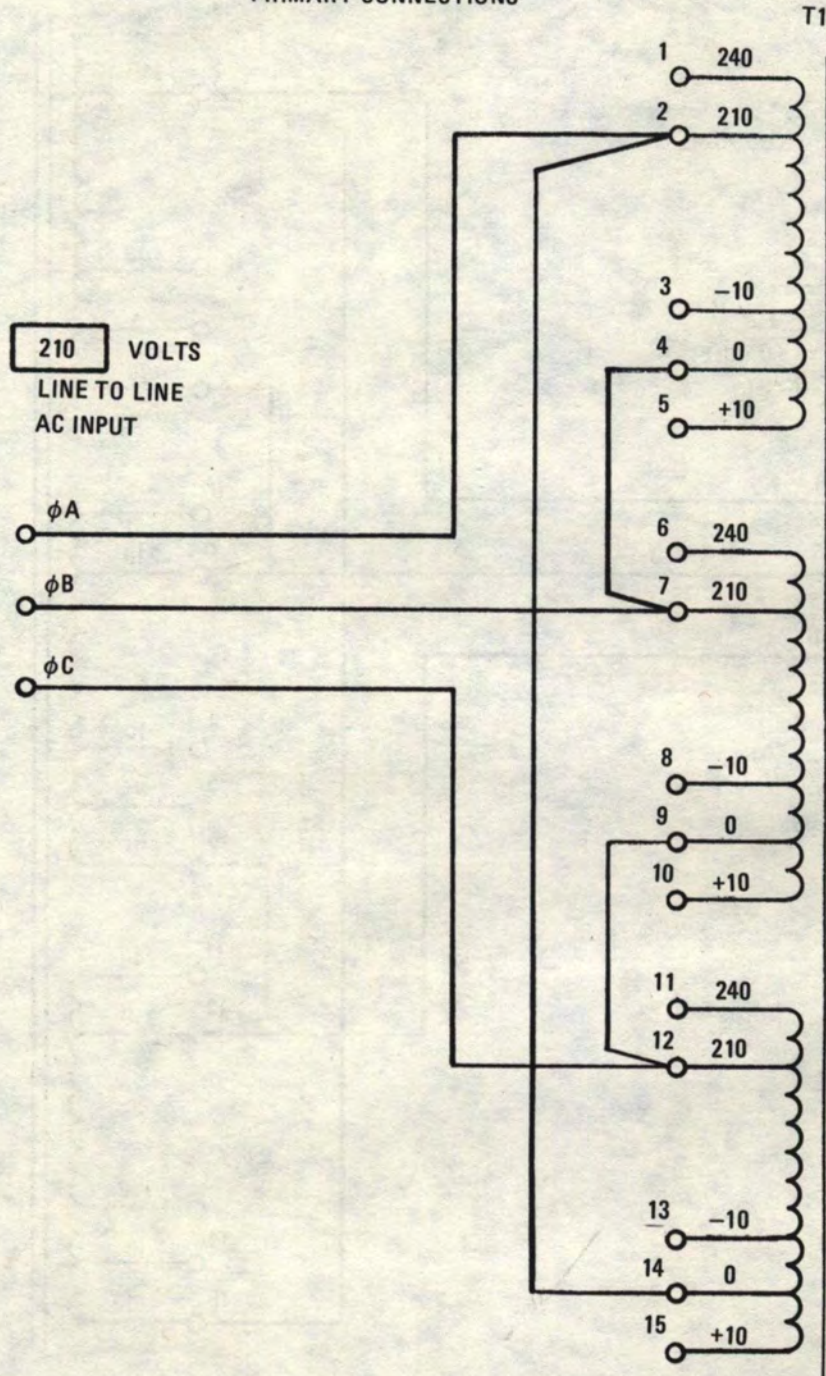 PRIMARY CONNECTIONS
T1
1 240
2 210
3 −10
4 0
5 +10
210 VOLTS
LINE TO LINE
AC INPUT
ϕA
ϕB
ϕC
6 240
7 210
8 −10
9 0
10 +10
11 240
12 210
13 −10
14 0
15 +10